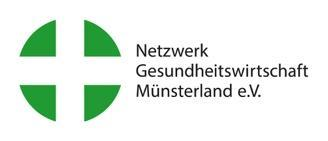 Netzwerk
Gesundheitswirtschaft
Münsterland e.V.